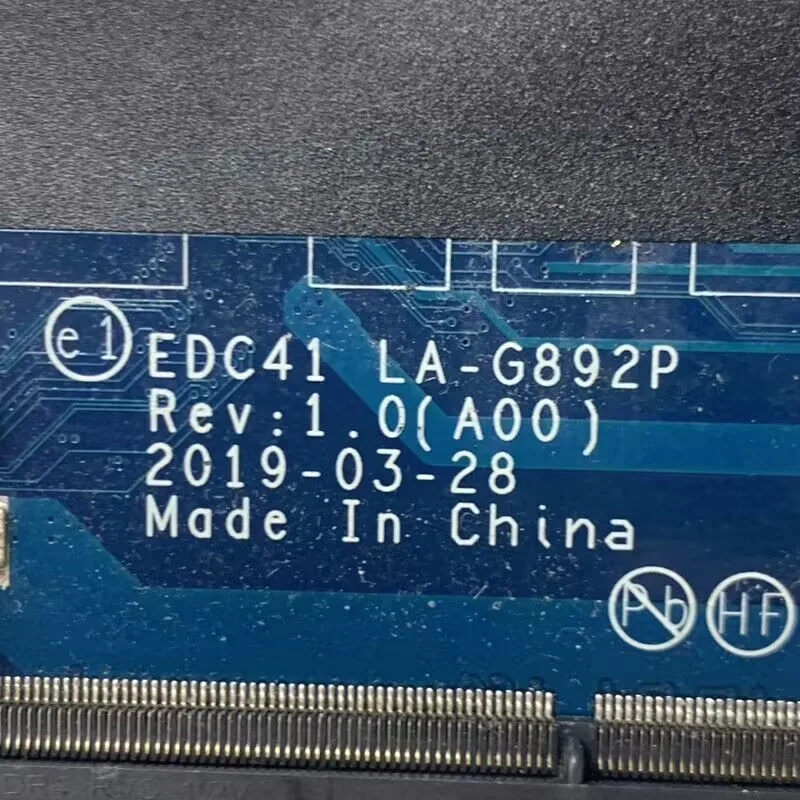 e1
EDC41 LA-G892P
Rev:1.0(A00)
2019-03-28
Made In China
Pb HF